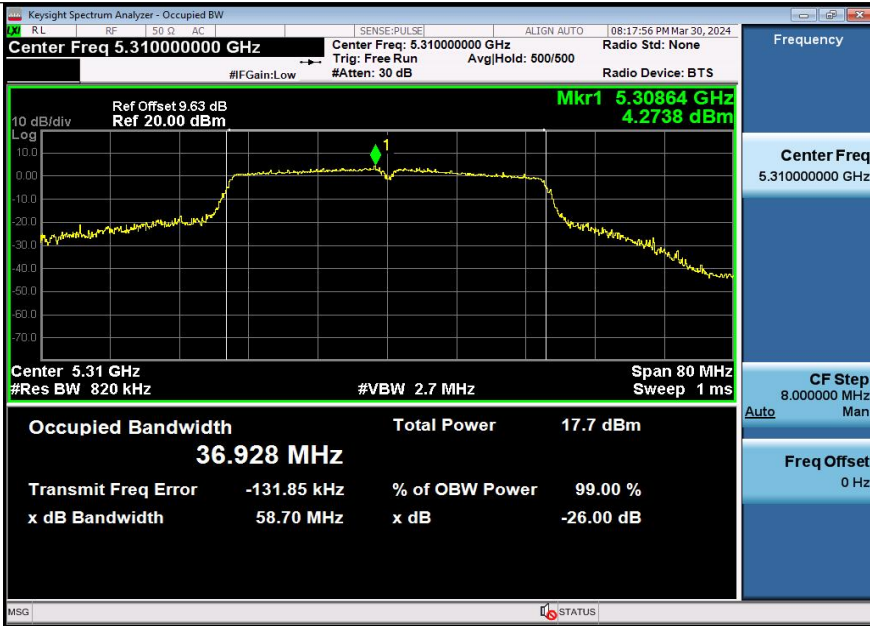 Keysight Spectrum Analyzer - Occupied BW
LXI RL RF 50 Ω AC SENSE:PULSE ALIGN AUTO 08:17:56 PM Mar 30, 2024
Center Freq 5.310000000 GHz
Center Freq: 5.310000000 GHz
Radio Std: None
Trig: Free Run Avg|Hold: 500/500
#IFGain:Low #Atten: 30 dB Radio Device: BTS
Ref Offset 9.63 dB
Mkr1 5.30864 GHz
10 dB/div Ref 20.00 dBm 4.2738 dBm
Log
1
10.0
0.00
-10.0
-20.0
-30.0
-40.0
-50.0
-60.0
-70.0
Center 5.31 GHz Span 80 MHz
#Res BW 820 kHz #VBW 2.7 MHz Sweep 1 ms
Occupied Bandwidth Total Power 17.7 dBm
36.928 MHz
Transmit Freq Error -131.85 kHz % of OBW Power 99.00 %
x dB Bandwidth 58.70 MHz x dB -26.00 dB
Frequency
Center Freq
5.310000000 GHz
CF Step
8.000000 MHz
Auto Man
Freq Offset
0 Hz
MSG STATUS